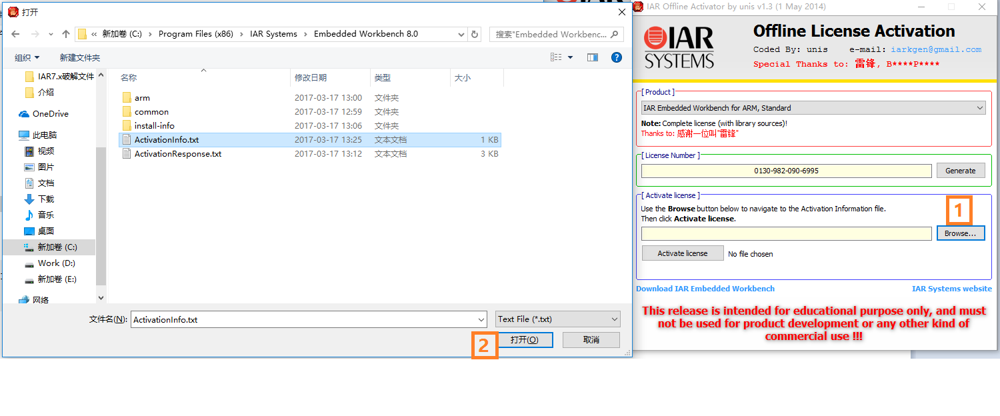 打开
« 新加卷 (C:) › Program Files (x86) › IAR Systems › Embedded Workbench 8.0
搜索"Embedded Workbenc...
组织
新建文件夹
IAR7.x破解文件
介绍
OneDrive
此电脑
视频
图片
文档
下载
音乐
桌面
新加卷 (C:)
Work (D:)
新加卷 (E:)
网络
名称 修改日期 类型 大小
arm 2017-03-17 13:00 文件夹
common 2017-03-17 12:59 文件夹
install-info 2017-03-17 13:06 文件夹
ActivationInfo.txt 2017-03-17 13:25 文本文档 1 KB
ActivationResponse.txt 2017-03-17 13:12 文本文档 3 KB
文件名(N): ActivationInfo.txt
Text File (*.txt)
2
打开(O)
取消
IAR Offline Activator by unis v1.3 (1 May 2014)
IAR
SYSTEMS
Offline License Activation
Coded By: unis e-mail: iarkgen@gmail.com
Special Thanks to: 雷锋, B****P****
[ Product ]
IAR Embedded Workbench for ARM, Standard
Note: Complete license (with library sources)!
Thanks to: 感谢一位叫"雷锋"
[ License Number ]
0130-982-090-6995
Generate
[ Activate license ]
Use the Browse button below to navigate to the Activation Information file.
Then click Activate license.
1
Browse...
Activate license
No file chosen
Download IAR Embedded Workbench
IAR Systems website
This release is intended for educational purpose only, and must
not be used for product development or any other kind of
commercial use !!!